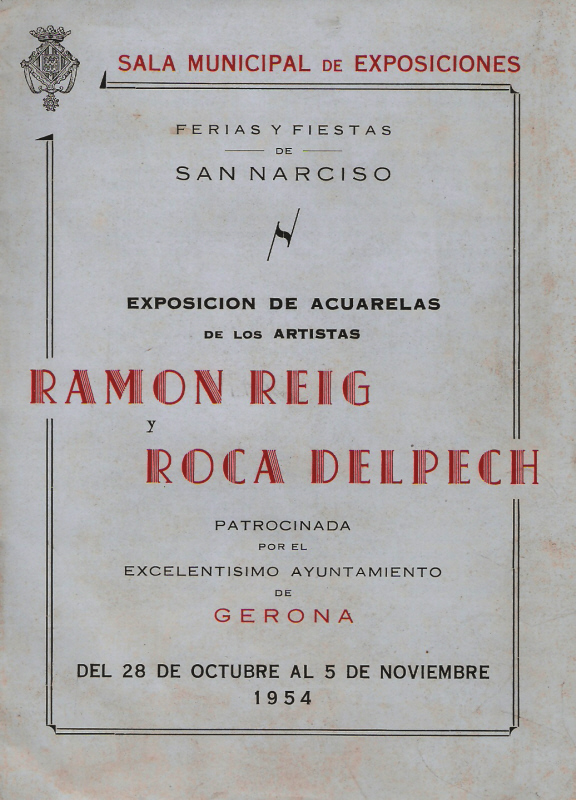 SALA MUNICIPAL DE EXPOSICIONES
FERIAS Y FIESTAS
DE
SAN NARCISO
EXPOSICION DE ACUARELAS
DE LOS ARTISTAS
RAMON REIG
y
ROCA DELPECH
PATROCINADA
POR EL
EXCELENTISIMO AYUNTAMIENTO
DE
GERONA
DEL 28 DE OCTUBRE AL 5 DE NOVIEMBRE
1954